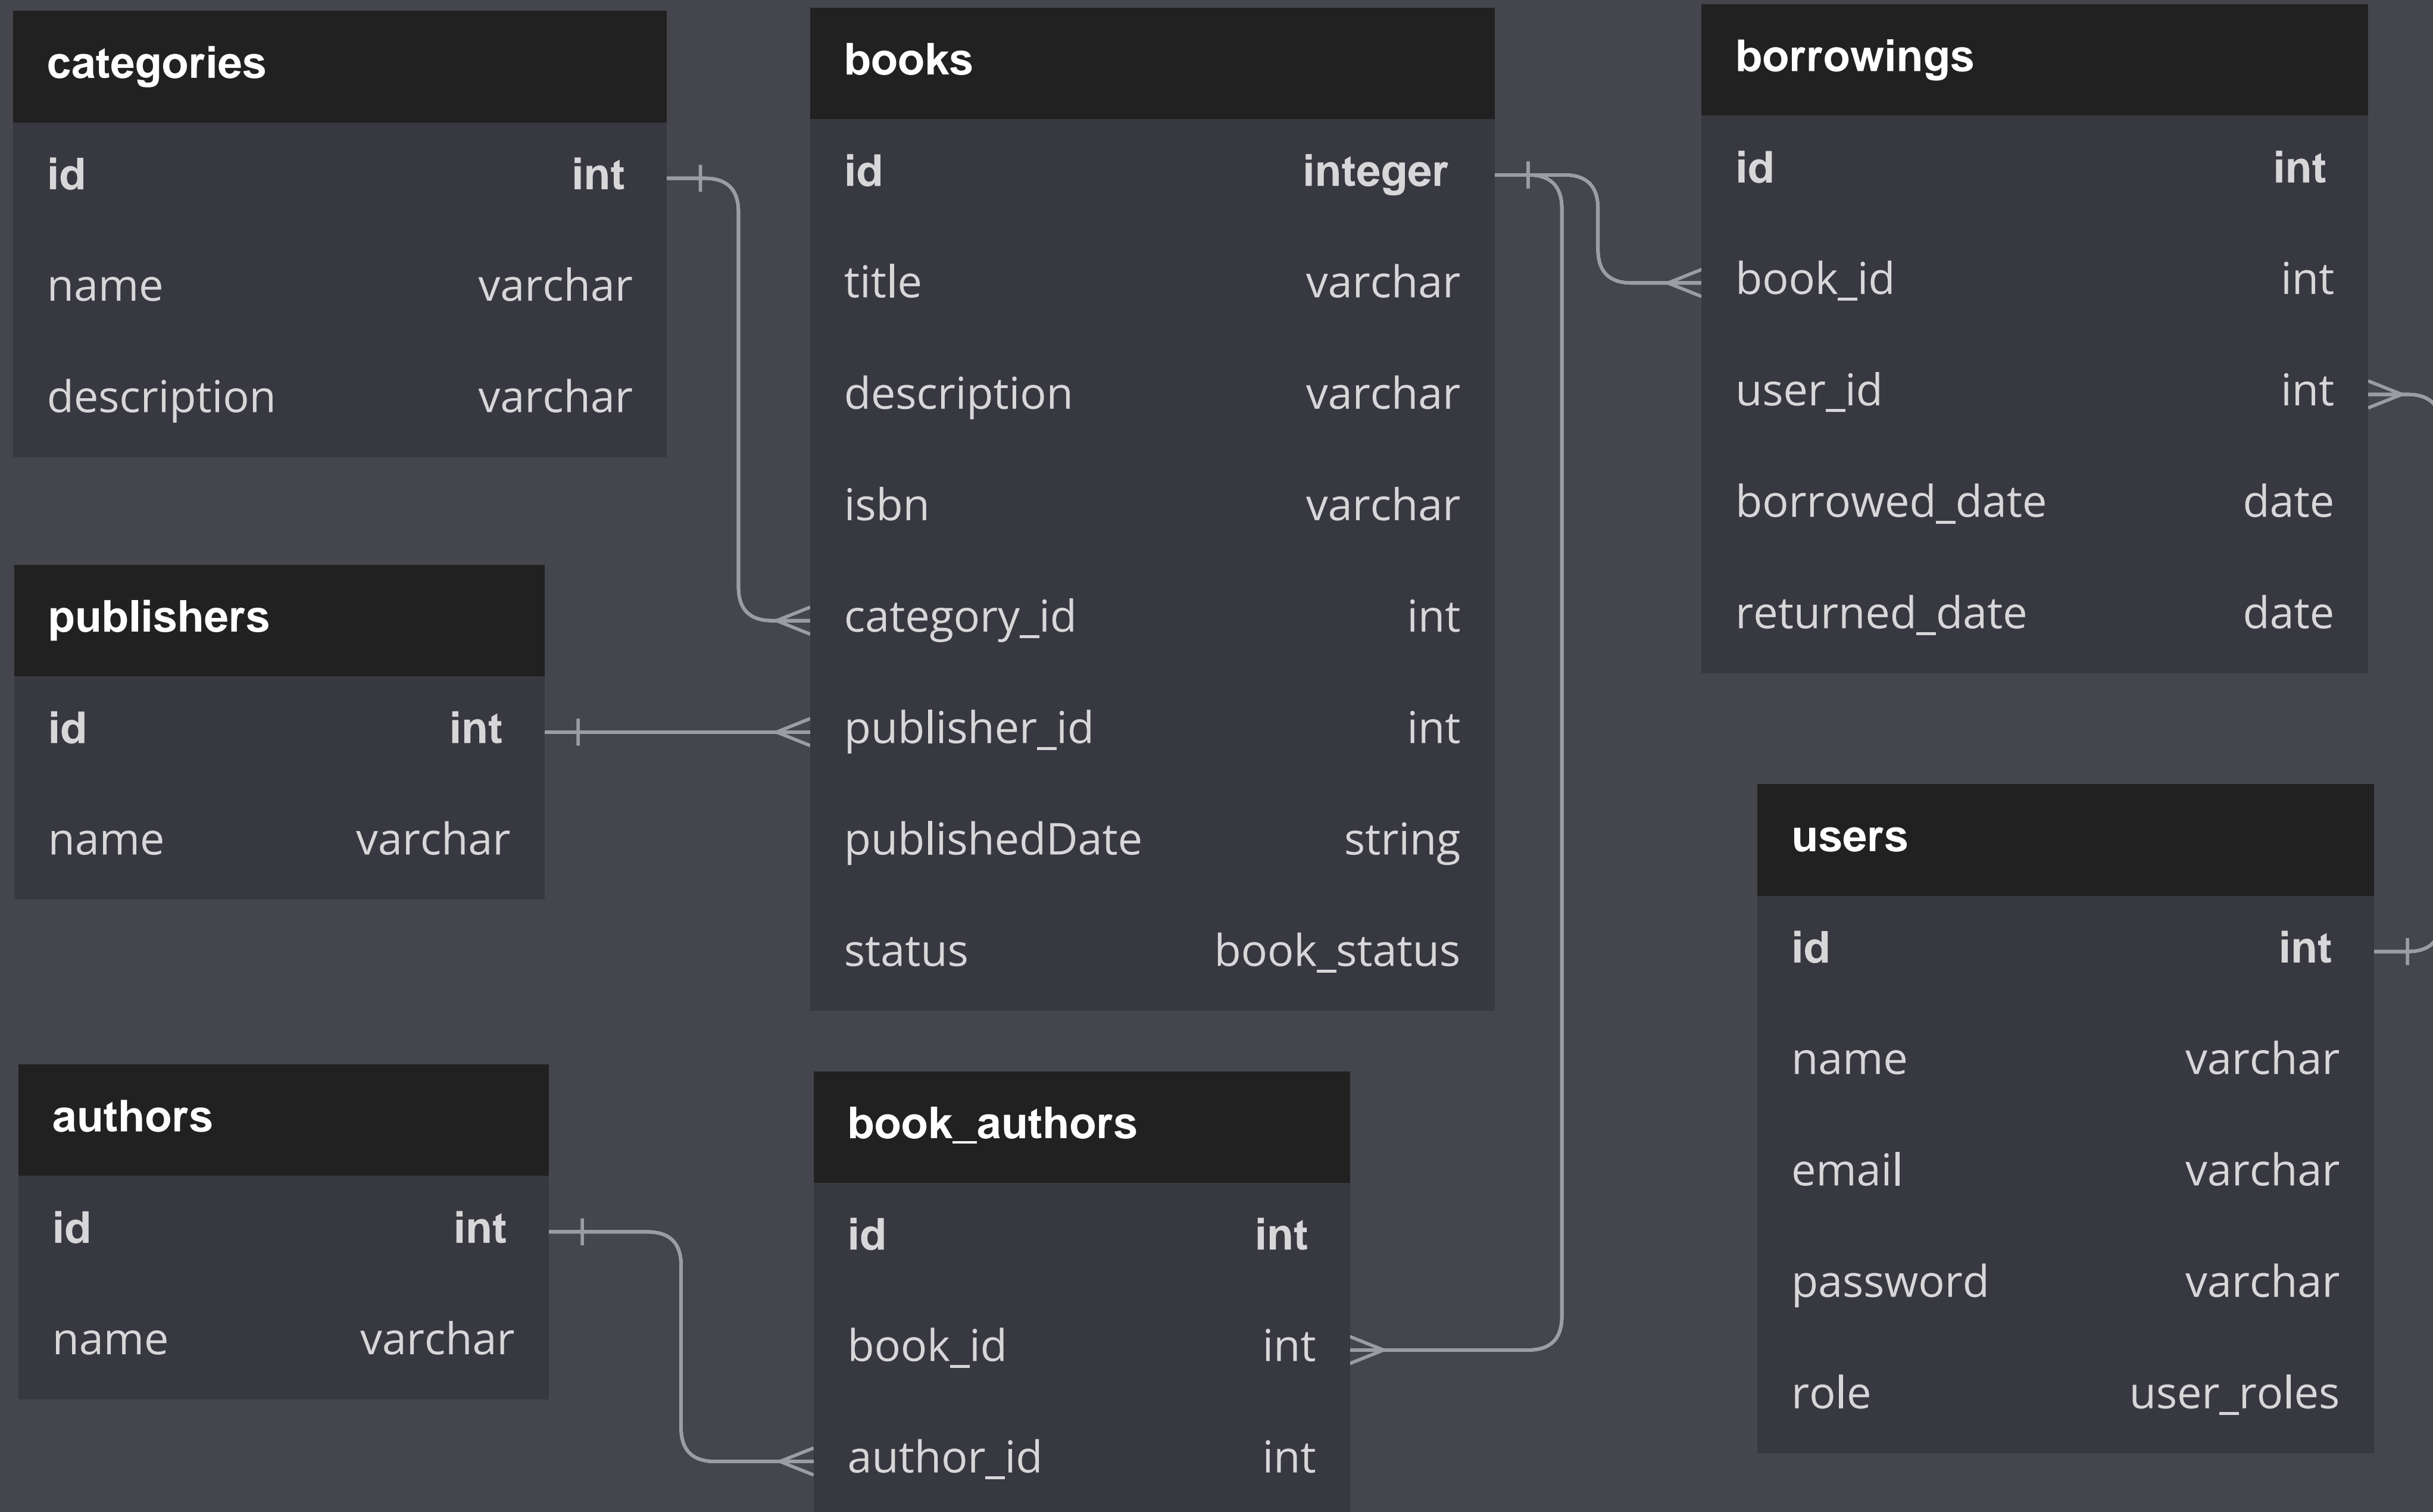 categories
id int
name varchar
description varchar
publishers
id int
name varchar
authors
id int
name varchar
books
id integer
title varchar
description varchar
isbn varchar
category_id int
publisher_id int
publishedDate string
status book_status
book_authors
id int
book_id int
author_id int
borrowings
id int
book_id int
user_id int
borrowed_date date
returned_date date
users
id int
name varchar
email varchar
password varchar
role user_roles